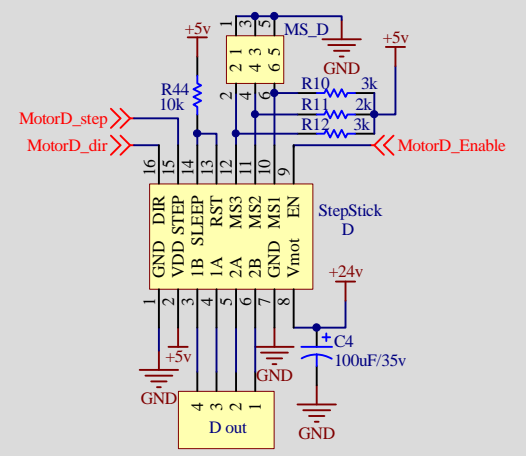 +5v
1 3 5
MS_D
2 1
4 3
6 5
GND
+5v
2 4 6
R44
10k
R10 3k
R11 2k
R12 3k
MotorD_step
MotorD_dir
MotorD_Enable
16 15 14 13 12 11 10 9
DIR STEP SLEEP RST MS3 MS2 MS1 EN
StepStick
D
GND VDD 1B 1A 2A 2B GND Vmot
1 2 3 4 5 6 7 8
+24v
+5v
GND
GND
C4
100uF/35v
GND
4 3 2 1
D out